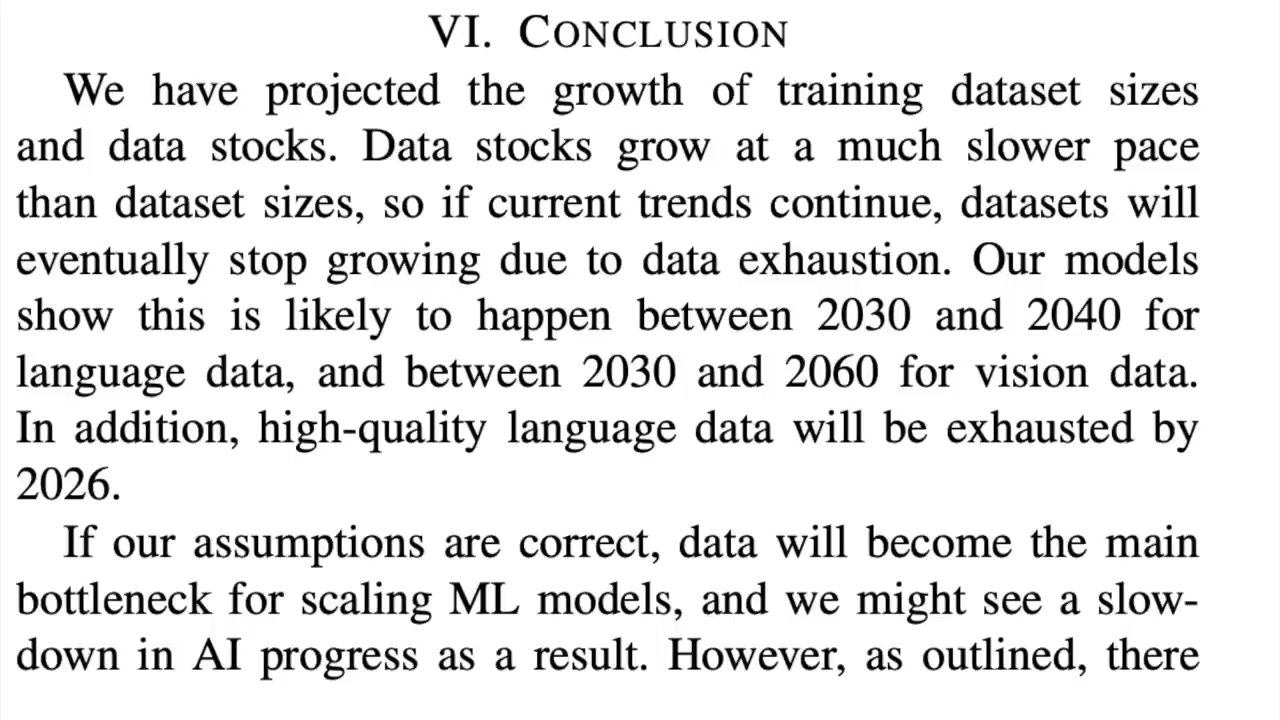 VI. CONCLUSION
We have projected the growth of training dataset sizes
and data stocks. Data stocks grow at a much slower pace
than dataset sizes, so if current trends continue, datasets will
eventually stop growing due to data exhaustion. Our models
show this is likely to happen between 2030 and 2040 for
language data, and between 2030 and 2060 for vision data.
In addition, high-quality language data will be exhausted by
2026.
If our assumptions are correct, data will become the main
bottleneck for scaling ML models, and we might see a slow-
down in AI progress as a result. However, as outlined, there